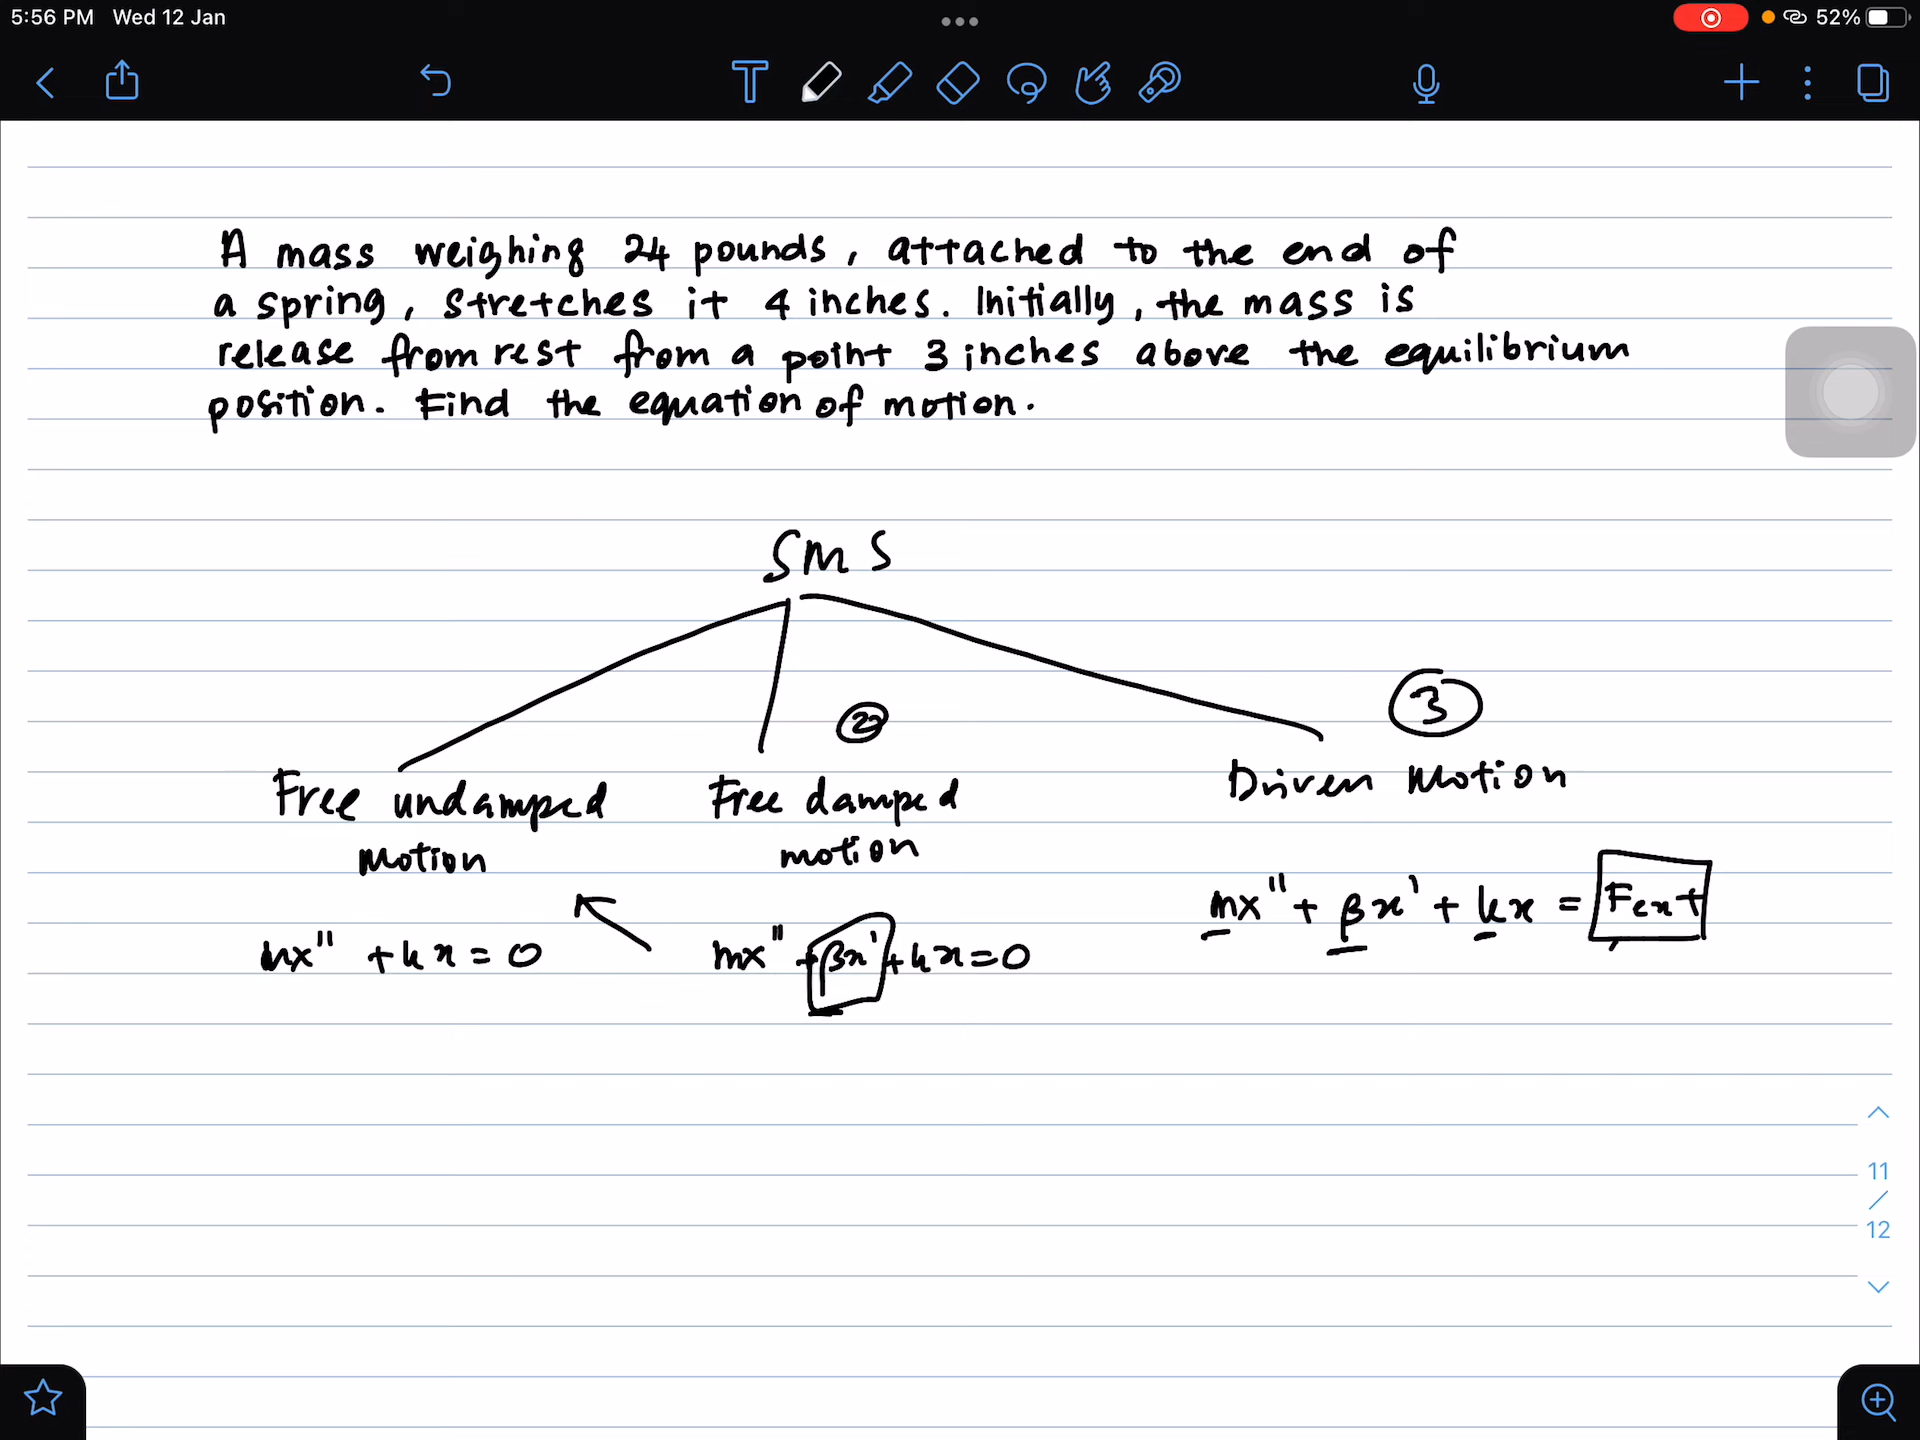 5:56 PM Wed 12 Jan
52%
T
A mass weighing 24 pounds, attached to the end of
a spring, stretches it 4 inches. Initially, the mass is
release from rest from a point 3 inches above the equilibrium
position. Find the equation of motion.
SMS
② ③
Free undamped Free damped Driven Motion
Motion motion
mx" + kx = 0 mx" + βx' + kx = 0 mx" + βx' + kx = Fext
11
/
12